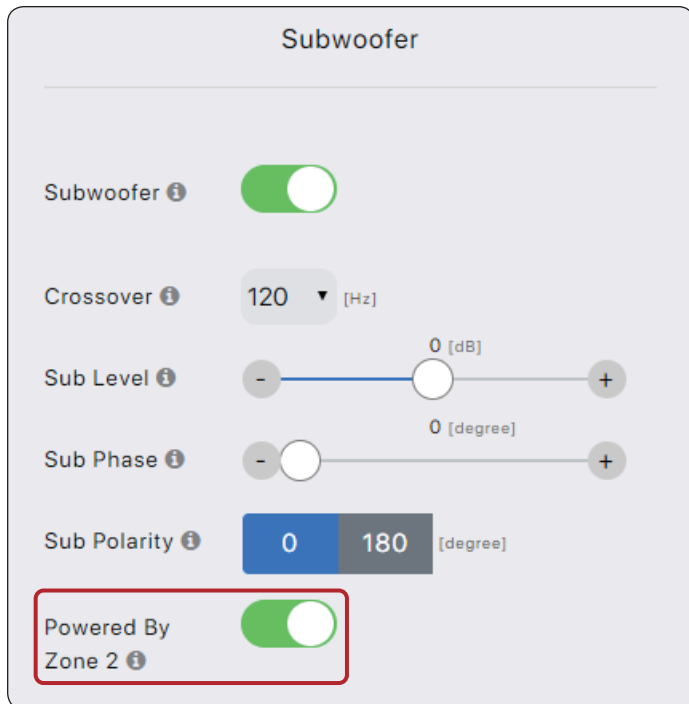 Subwoofer
Subwoofer
Crossover 120 [Hz]
0 [dB]
Sub Level - +
0 [degree]
Sub Phase - +
Sub Polarity 0 180 [degree]
Powered By
Zone 2